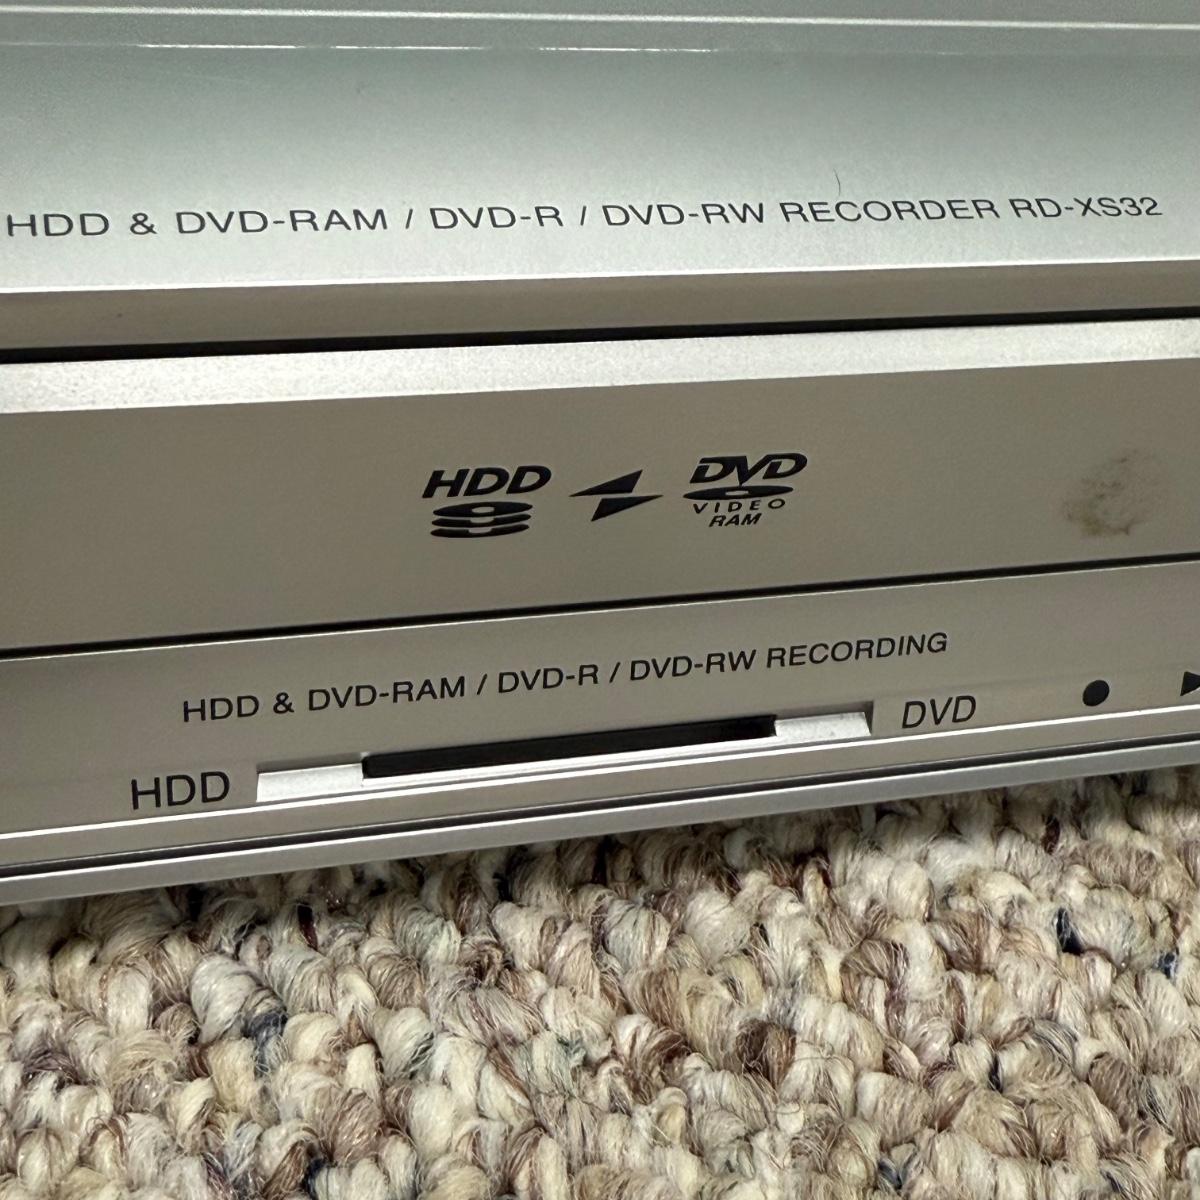 HDD & DVD-RAM / DVD-R / DVD-RW RECORDER RD-XS32
HDD DVD
VIDEO
RAM
HDD & DVD-RAM / DVD-R / DVD-RW RECORDING
HDD DVD